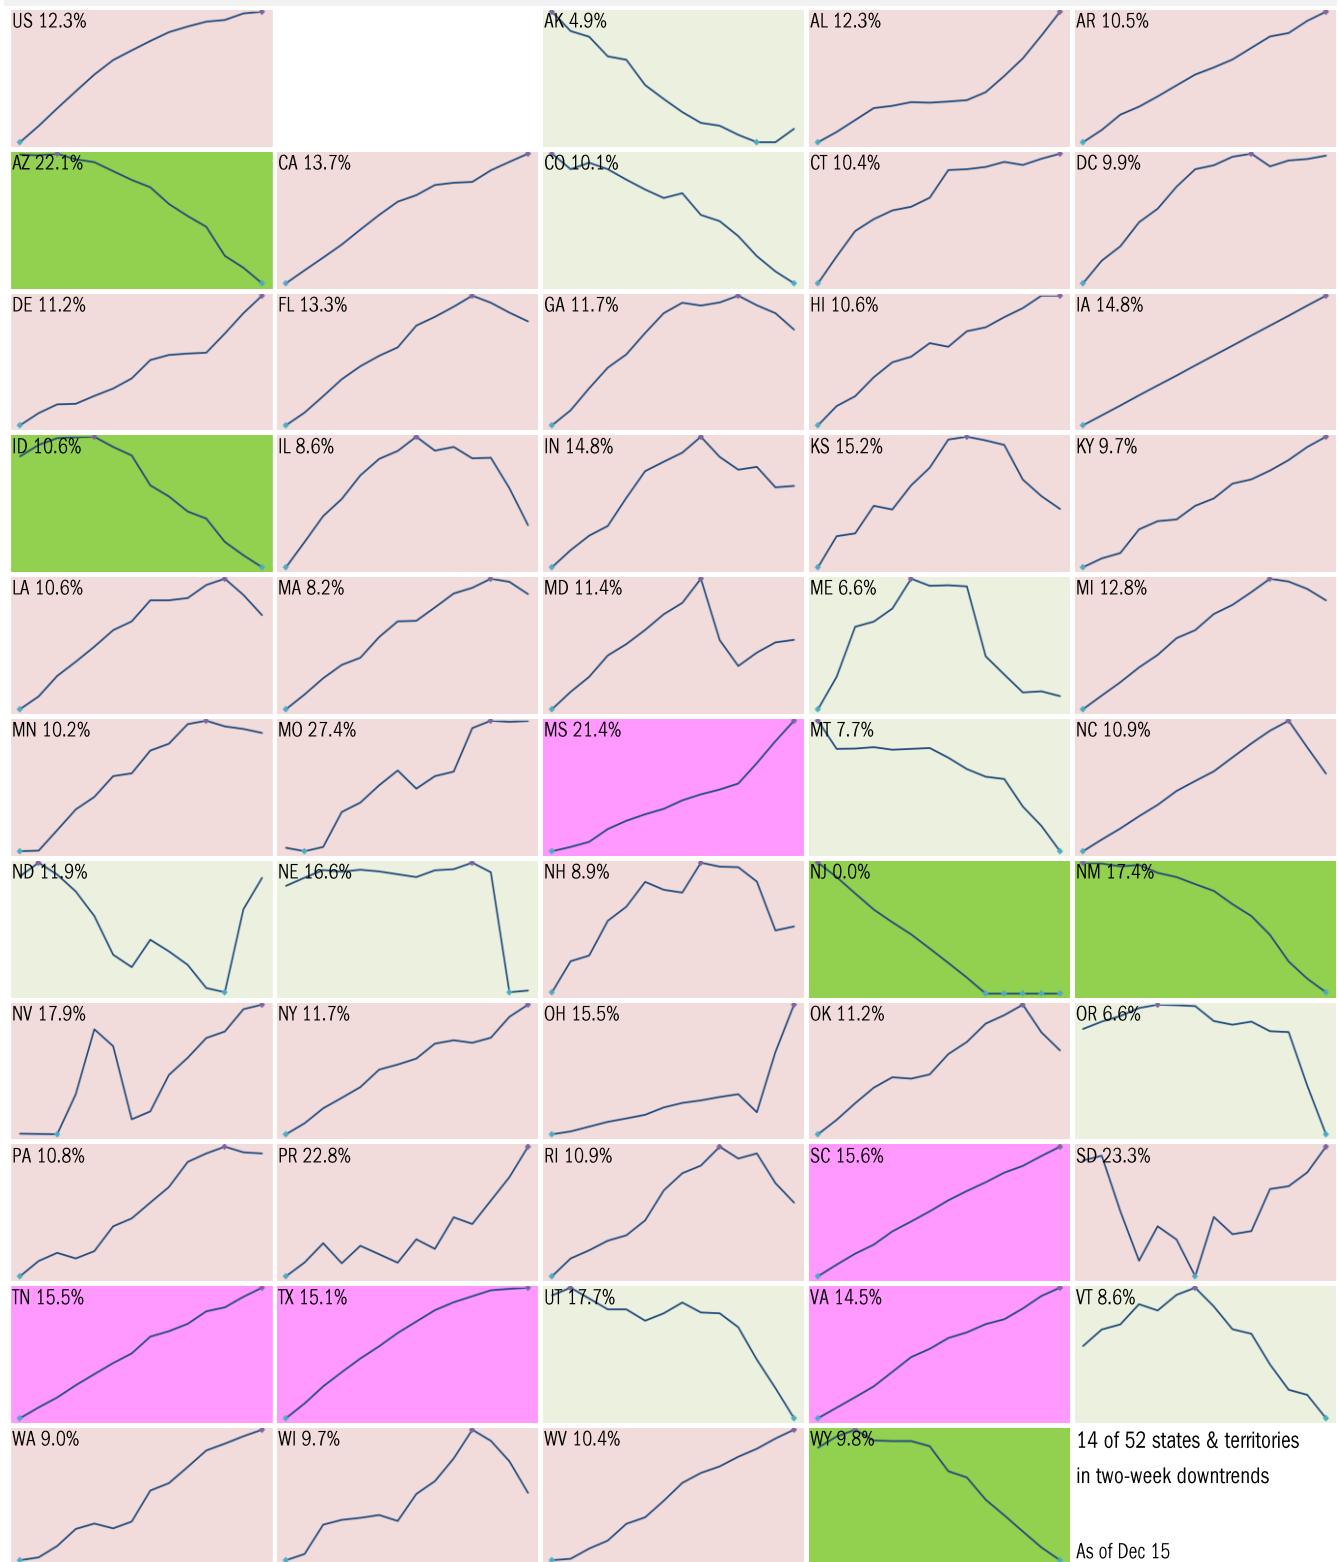 US 12.3%
AK 4.9%
AL 12.3%
AR 10.5%
AZ 22.1%
CA 13.7%
CO 10.1%
CT 10.4%
DC 9.9%
DE 11.2%
FL 13.3%
GA 11.7%
HI 10.6%
IA 14.8%
ID 10.6%
IL 8.6%
IN 14.8%
KS 15.2%
KY 9.7%
LA 10.6%
MA 8.2%
MD 11.4%
ME 6.6%
MI 12.8%
MN 10.2%
MO 27.4%
MS 21.4%
MT 7.7%
NC 10.9%
ND 11.9%
NE 16.6%
NH 8.9%
NJ 0.0%
NM 17.4%
NV 17.9%
NY 11.7%
OH 15.5%
OK 11.2%
OR 6.6%
PA 10.8%
PR 22.8%
RI 10.9%
SC 15.6%
SD 23.3%
TN 15.5%
TX 15.1%
UT 17.7%
VA 14.5%
VT 8.6%
WA 9.0%
WI 9.7%
WV 10.4%
WY 9.8%
14 of 52 states & territories
in two-week downtrends
As of Dec 15